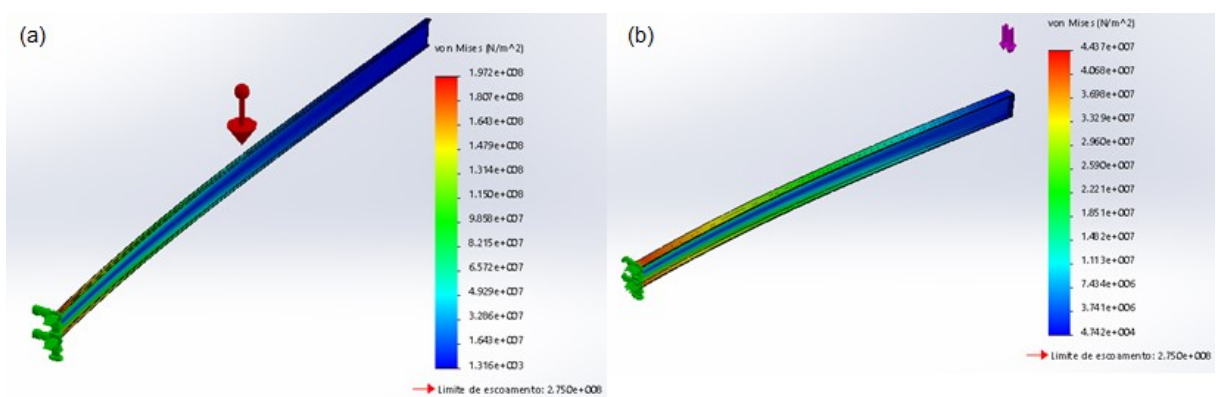 (a)
von Mises (N/m^2)
1.972e+008
1.807e+008
1.643e+008
1.479e+008
1.314e+008
1.150e+008
9.858e+007
8.215e+007
6.572e+007
4.929e+007
3.287e+007
1.643e+007
1.316e+003
Limite de escoamento: 2.750e+008
(b)
von Mises (N/m^2)
4.437e+007
4.068e+007
3.698e+007
3.329e+007
2.960e+007
2.590e+007
2.221e+007
1.851e+007
1.482e+007
1.113e+007
7.434e+006
3.741e+006
4.742e+004
Limite de escoamento: 2.750e+008